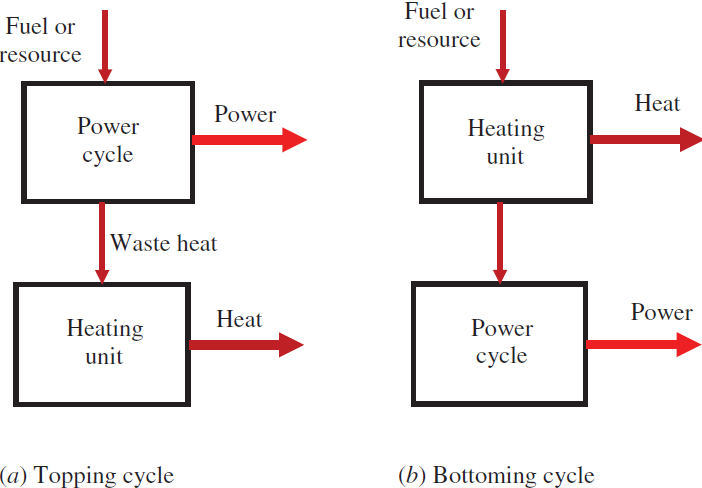 Fuel or
resource
Power
cycle
Power
Waste heat
Heating
unit
Heat
(a) Topping cycle
Fuel or
resource
Heating
unit
Heat
Power
cycle
Power
(b) Bottoming cycle